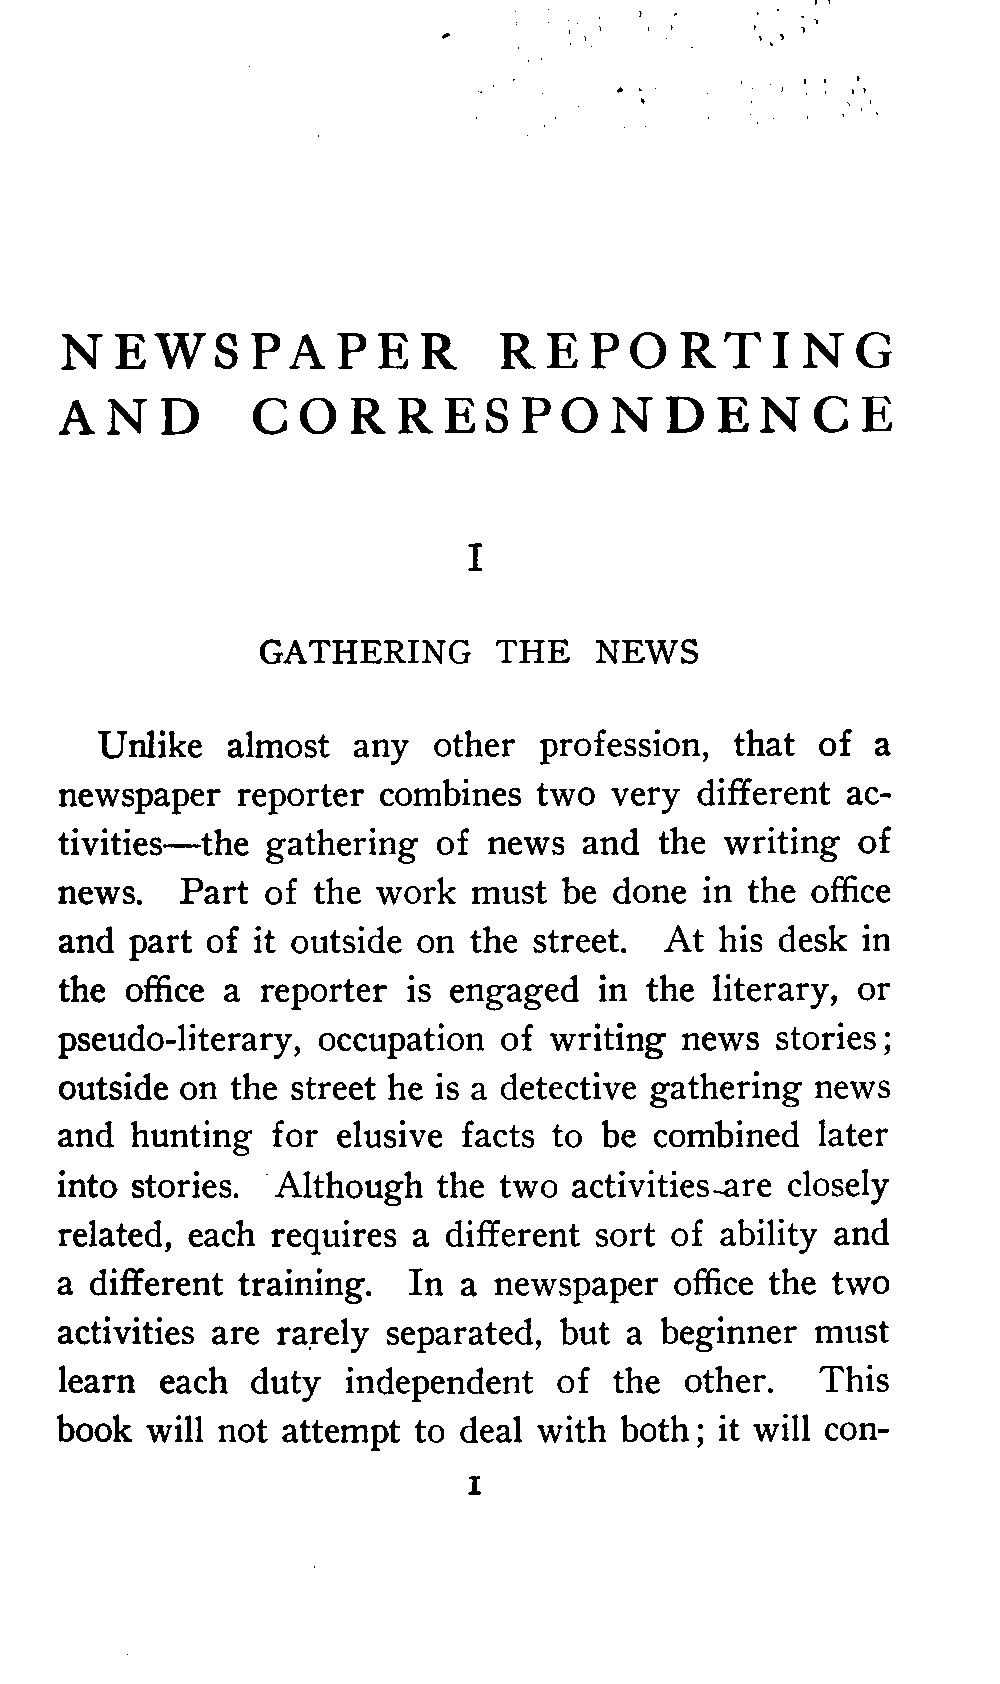 NEWSPAPER REPORTING
AND CORRESPONDENCE
I
GATHERING THE NEWS
Unlike almost any other profession, that of a
newspaper reporter combines two very different ac-
tivities—the gathering of news and the writing of
news. Part of the work must be done in the office
and part of it outside on the street. At his desk in
the office a reporter is engaged in the literary, or
pseudo-literary, occupation of writing news stories;
outside on the street he is a detective gathering news
and hunting for elusive facts to be combined later
into stories. Although the two activities are closely
related, each requires a different sort of ability and
a different training. In a newspaper office the two
activities are rarely separated, but a beginner must
learn each duty independent of the other. This
book will not attempt to deal with both; it will con-
1